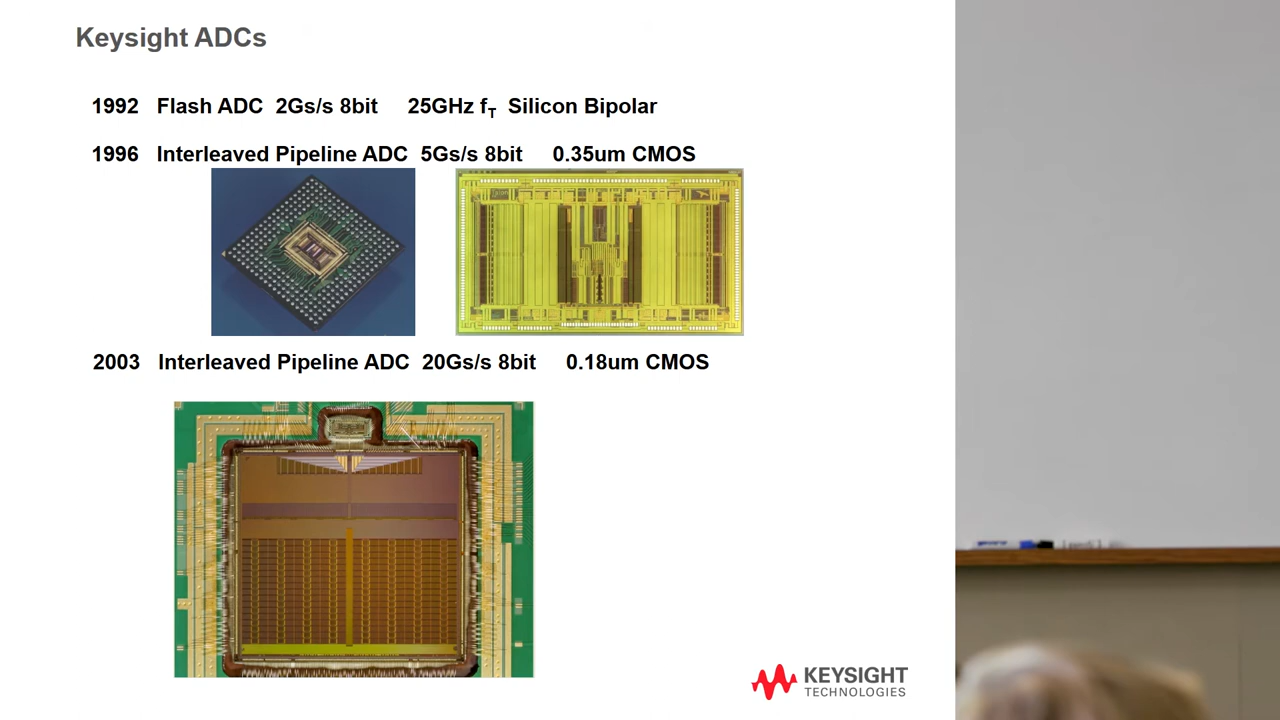 Keysight ADCs
1992 Flash ADC 2Gs/s 8bit 25GHz fT Silicon Bipolar
1996 Interleaved Pipeline ADC 5Gs/s 8bit 0.35um CMOS
2003 Interleaved Pipeline ADC 20Gs/s 8bit 0.18um CMOS
KEYSIGHT
TECHNOLOGIES